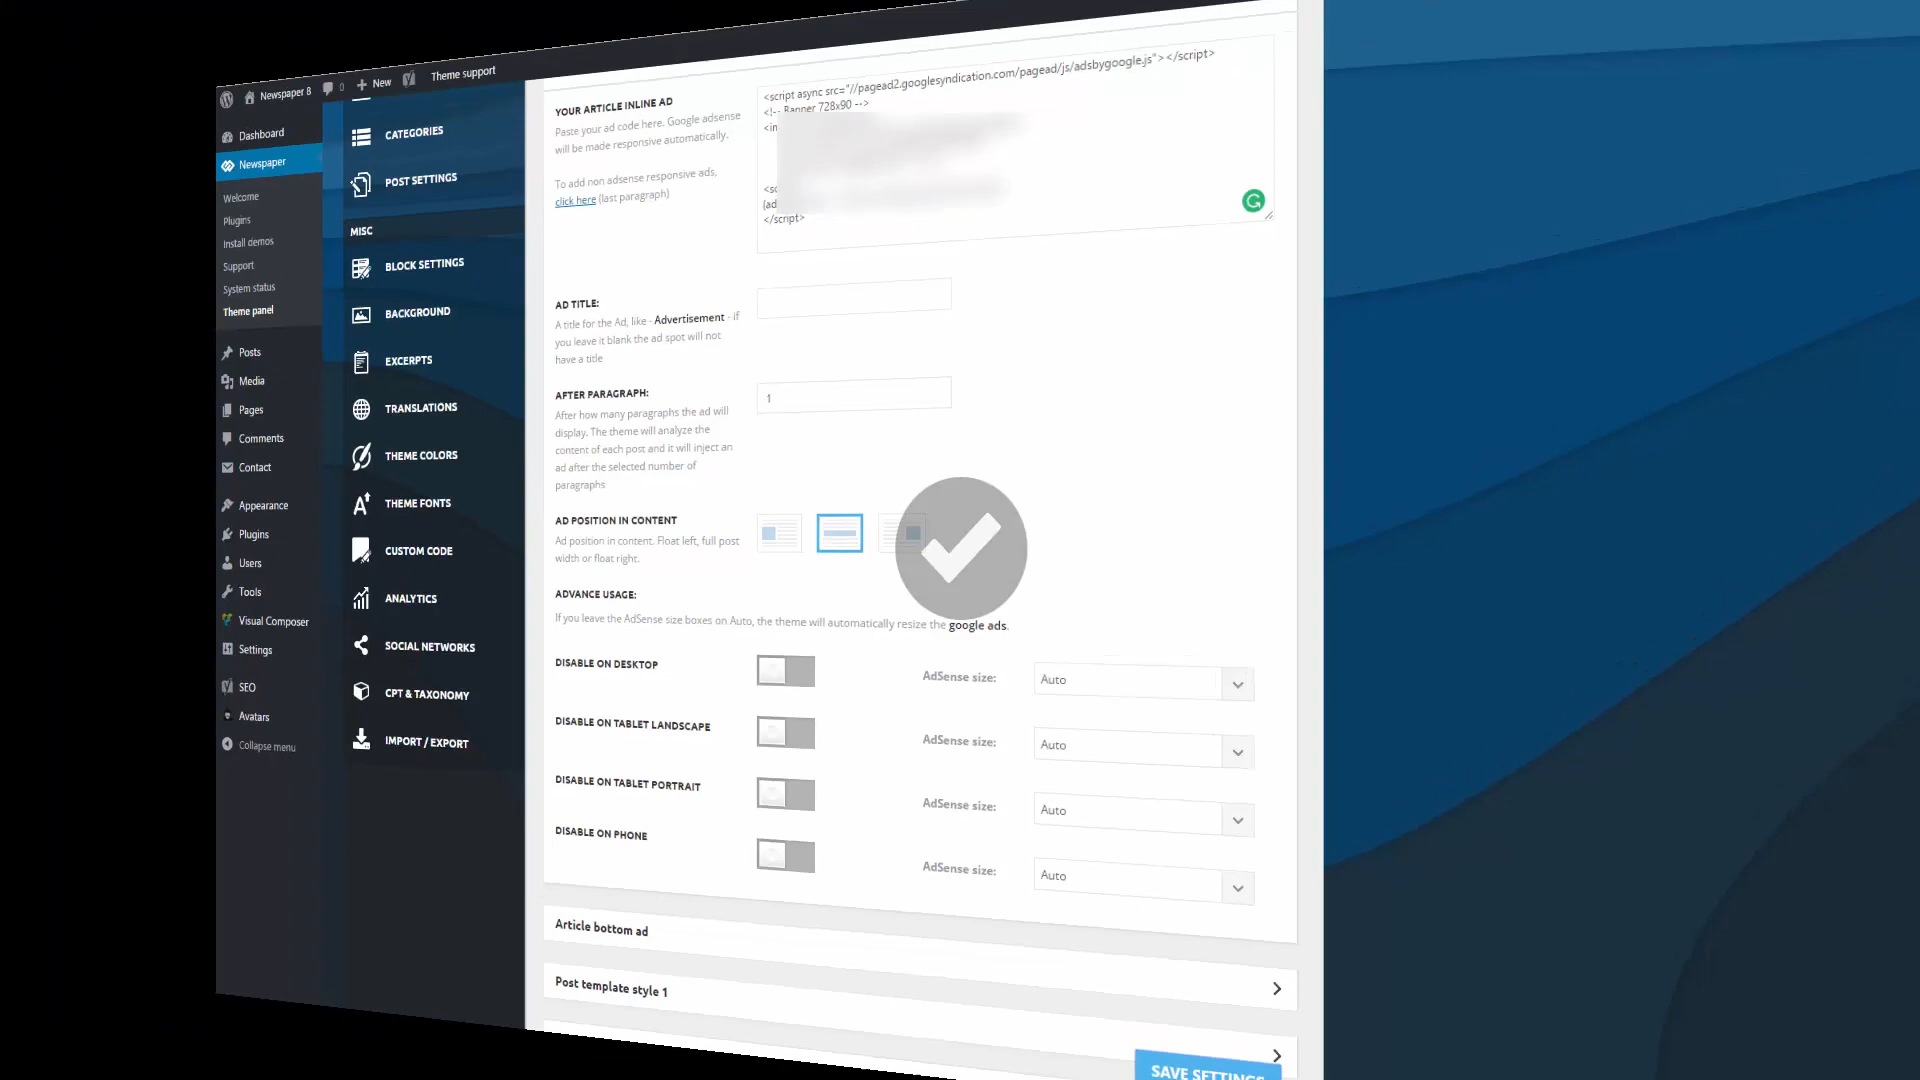 Newspaper 8
0
New
Theme support
Dashboard
Newspaper
Welcome
Plugins
Install demos
Support
System status
Theme panel
Posts
Media
Pages
Comments
Contact
Appearance
Plugins
Users
Tools
Visual Composer
Settings
SEO
Avatars
Collapse menu
CATEGORIES
POST SETTINGS
MISC
BLOCK SETTINGS
BACKGROUND
EXCERPTS
TRANSLATIONS
THEME COLORS
THEME FONTS
CUSTOM CODE
ANALYTICS
SOCIAL NETWORKS
CPT & TAXONOMY
IMPORT / EXPORT
YOUR ARTICLE INLINE AD
Paste your ad code here. Google adsense
will be made responsive automatically.
To add non adsense responsive ads,
click here (last paragraph)
<script async src="//pagead2.googlesyndication.com/pagead/js/adsbygoogle.js"></script>
<!-- Banner 728x90 -->
</script>
AD TITLE:
A title for the Ad, like - Advertisement - if
you leave it blank the ad spot will not
have a title
AFTER PARAGRAPH:
1
After how many paragraphs the ad will
display. The theme will analyze the
content of each post and it will inject an
ad after the selected number of
paragraphs
AD POSITION IN CONTENT
Ad position in content. Float left, full post
width or float right.
ADVANCE USAGE:
If you leave the AdSense size boxes on Auto, the theme will automatically resize the google ads.
DISABLE ON DESKTOP
AdSense size:
Auto
DISABLE ON TABLET LANDSCAPE
AdSense size:
Auto
DISABLE ON TABLET PORTRAIT
AdSense size:
Auto
DISABLE ON PHONE
AdSense size:
Auto
Article bottom ad
Post template style 1
SAVE SETTINGS